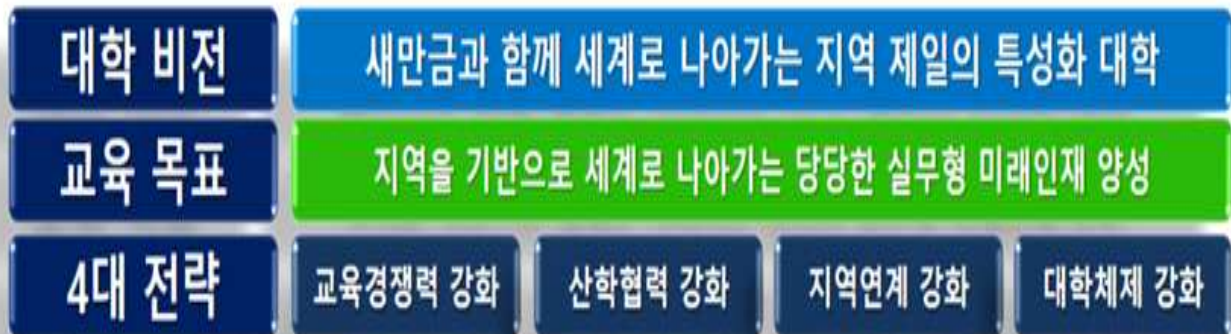 대학 비전
새만금과 함께 세계로 나아가는 지역 제일의 특성화 대학
교육 목표
지역을 기반으로 세계로 나아가는 당당한 실무형 미래인재 양성
4대 전략
교육경쟁력 강화
산학협력 강화
지역연계 강화
대학체제 강화